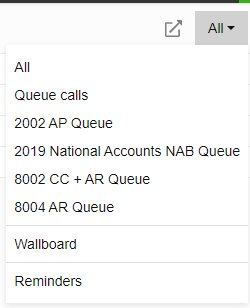 All
All
Queue calls
2002 AP Queue
2019 National Accounts NAB Queue
8002 CC + AR Queue
8004 AR Queue
Wallboard
Reminders